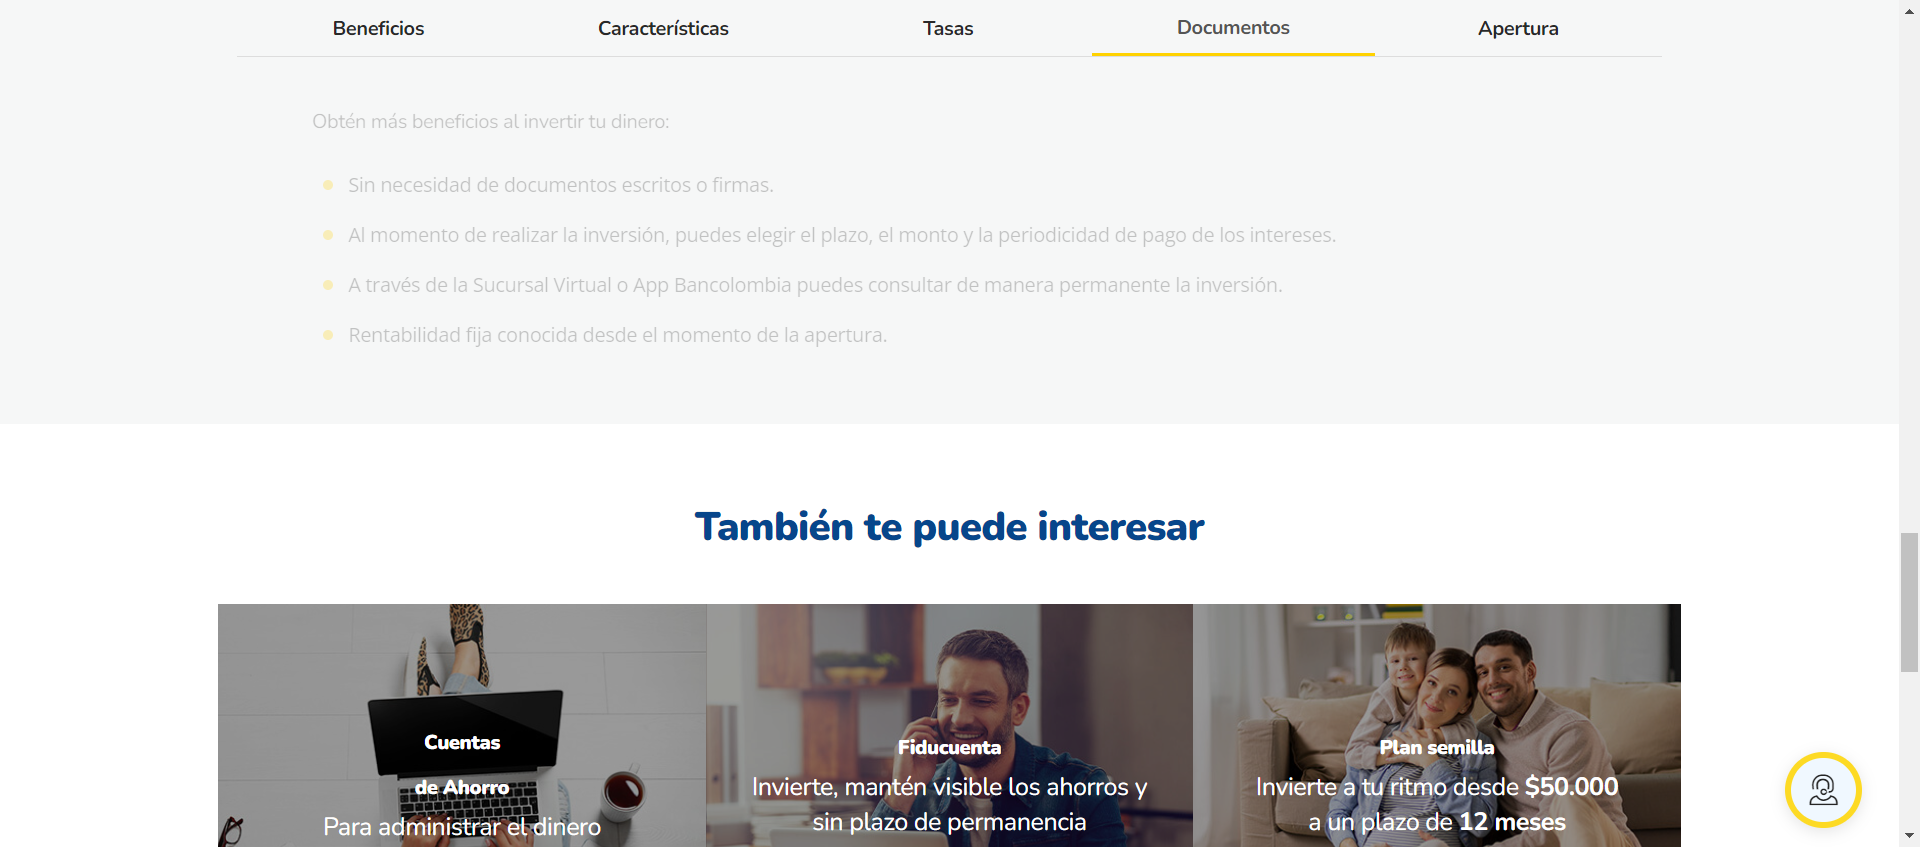 Beneficios
Características
Tasas
Documentos
Apertura
Obtén más beneficios al invertir tu dinero:
Sin necesidad de documentos escritos o firmas.
Al momento de realizar la inversión, puedes elegir el plazo, el monto y la periodicidad de pago de los intereses.
A través de la Sucursal Virtual o App Bancolombia puedes consultar de manera permanente la inversión.
Rentabilidad fija conocida desde el momento de la apertura.
También te puede interesar
Cuentas
de Ahorro
Para administrar el dinero
Fiducuenta
Invierte, mantén visible los ahorros y
sin plazo de permanencia
Plan semilla
Invierte a tu ritmo desde $50.000
a un plazo de 12 meses